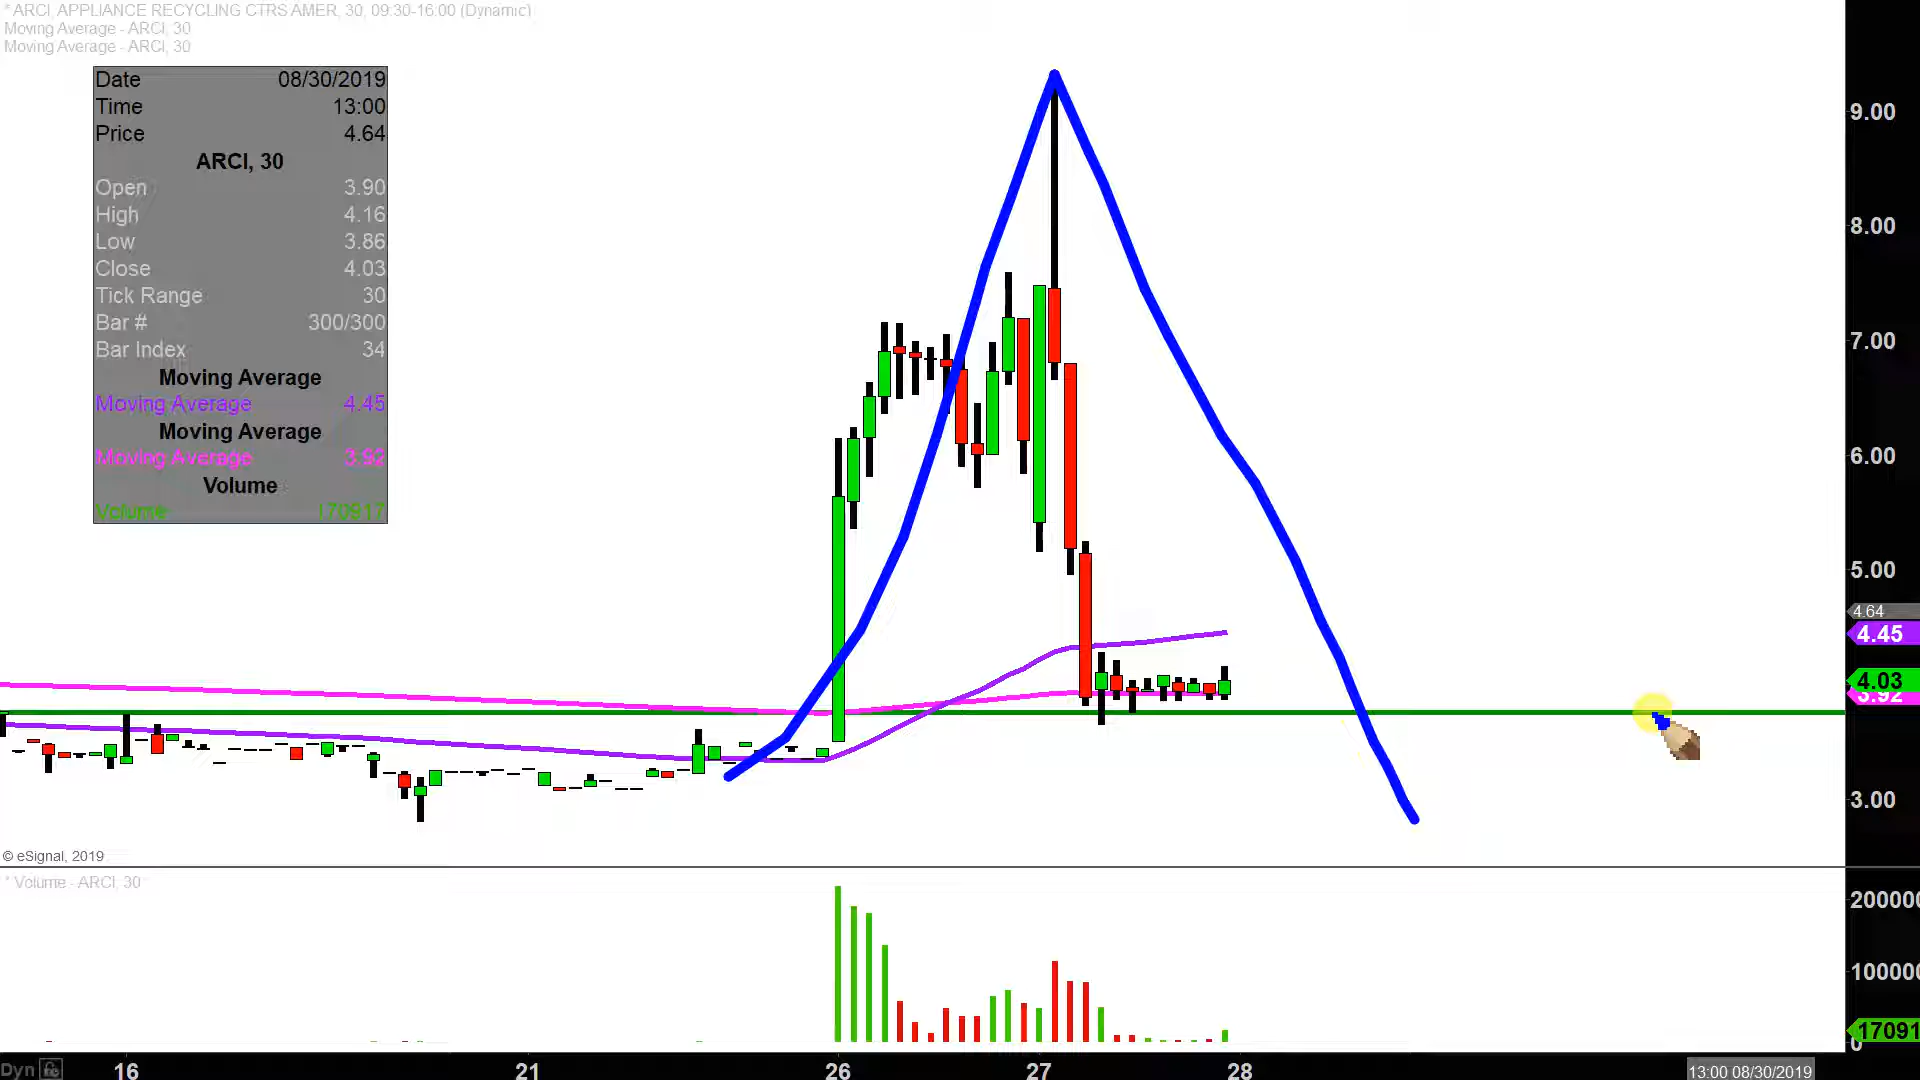 * ARCI, APPLIANCE RECYCLING CTRS AMER, 30, 09:30-16:00 (Dynamic)
Moving Average - ARCI, 30
Moving Average - ARCI, 30
Date 08/30/2019
Time 13:00
Price 4.64
ARCI, 30
Open 3.90
High 4.16
Low 3.86
Close 4.03
Tick Range 30
Bar # 300/300
Bar Index 34
Moving Average
Moving Average 4.45
Moving Average
Moving Average 3.92
Volume
Volume 170917
9.00
8.00
7.00
6.00
5.00
4.64
4.45
4.03
3.92
3.00
© eSignal, 2019
* Volume - ARCI, 30
200000
100000
17091
0
Dyn 16 21 26 27 28 13:00 08/30/2019